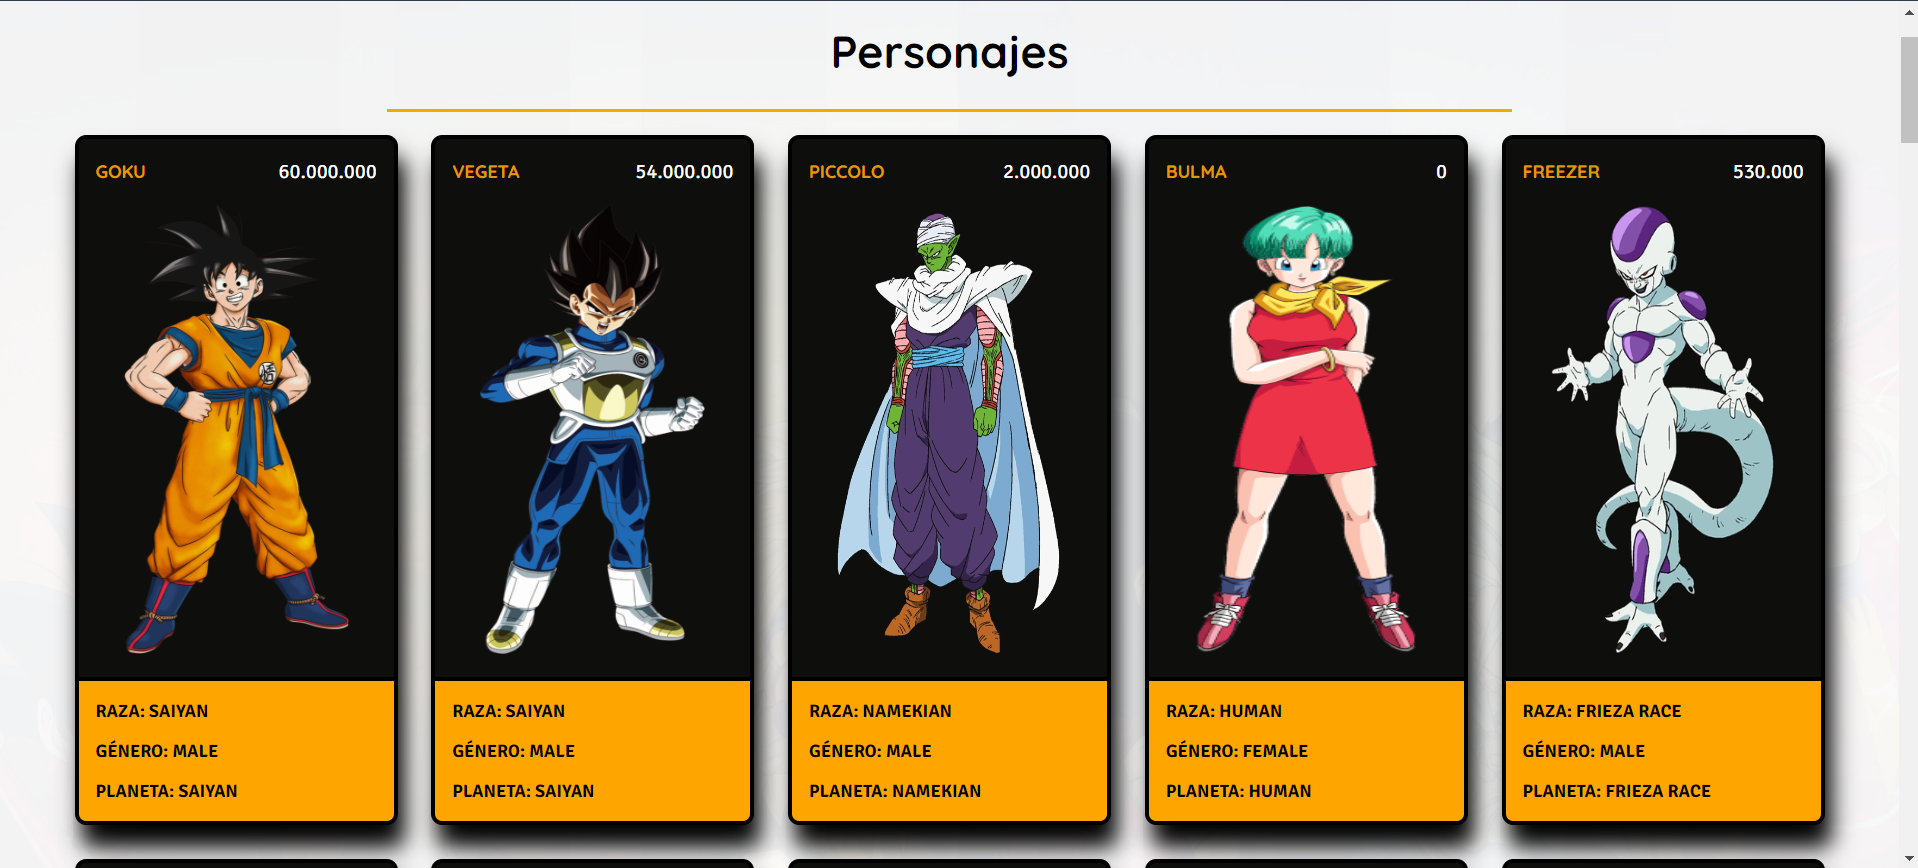 Personajes
GOKU 60.000.000
VEGETA 54.000.000
PICCOLO 2.000.000
BULMA 0
FREEZER 530.000
RAZA: SAIYAN
GÉNERO: MALE
PLANETA: SAIYAN
RAZA: SAIYAN
GÉNERO: MALE
PLANETA: SAIYAN
RAZA: NAMEKIAN
GÉNERO: MALE
PLANETA: NAMEKIAN
RAZA: HUMAN
GÉNERO: FEMALE
PLANETA: HUMAN
RAZA: FRIEZA RACE
GÉNERO: MALE
PLANETA: FRIEZA RACE